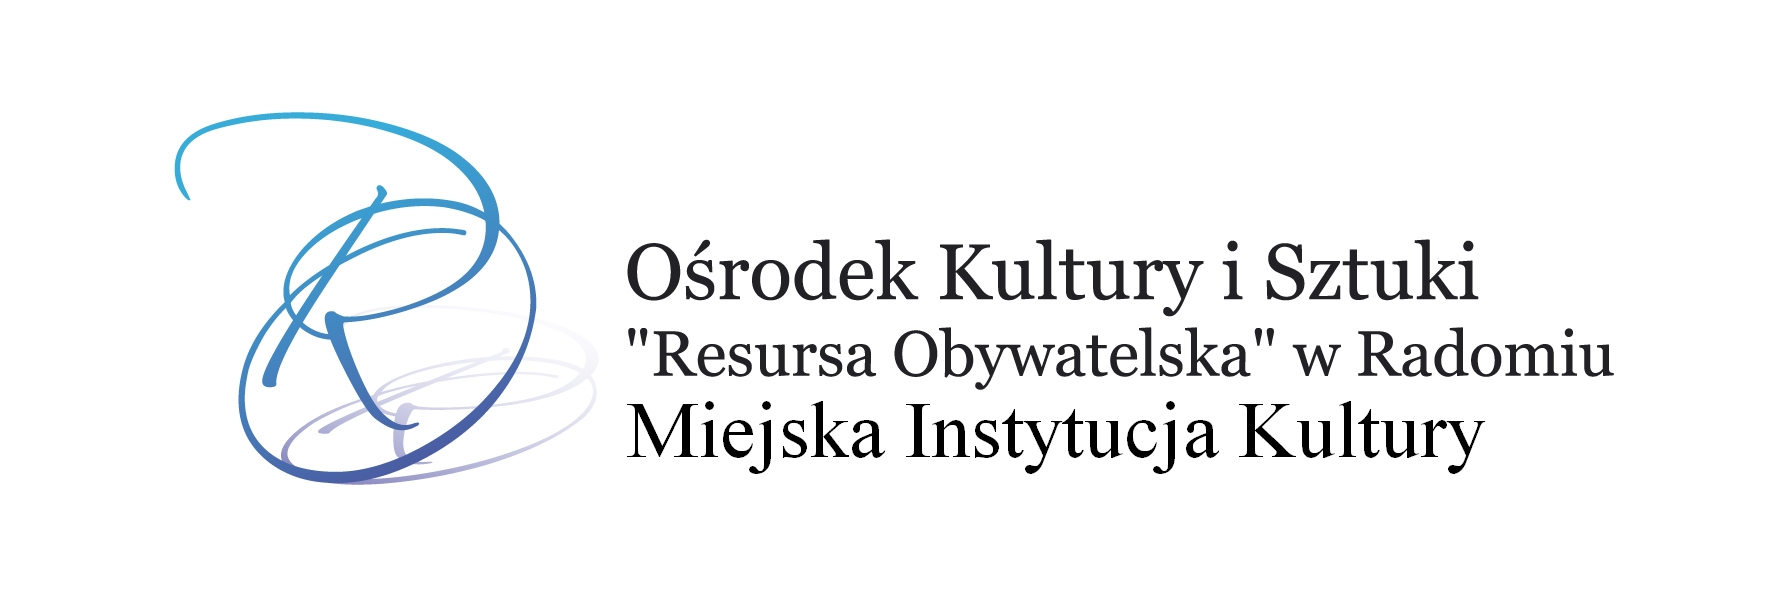 Ośrodek Kultury i Sztuki
"Resursa Obywatelska" w Radomiu
Miejska Instytucja Kultury